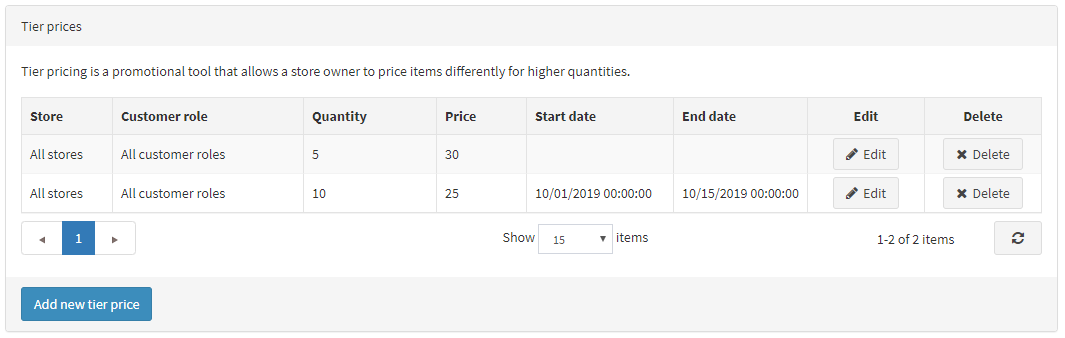 Tier prices
Tier pricing is a promotional tool that allows a store owner to price items differently for higher quantities.
Store Customer role Quantity Price Start date End date Edit Delete
All stores All customer roles 5 30 Edit Delete
All stores All customer roles 10 25 10/01/2019 00:00:00 10/15/2019 00:00:00 Edit Delete
1 Show 15 items 1-2 of 2 items
Add new tier price